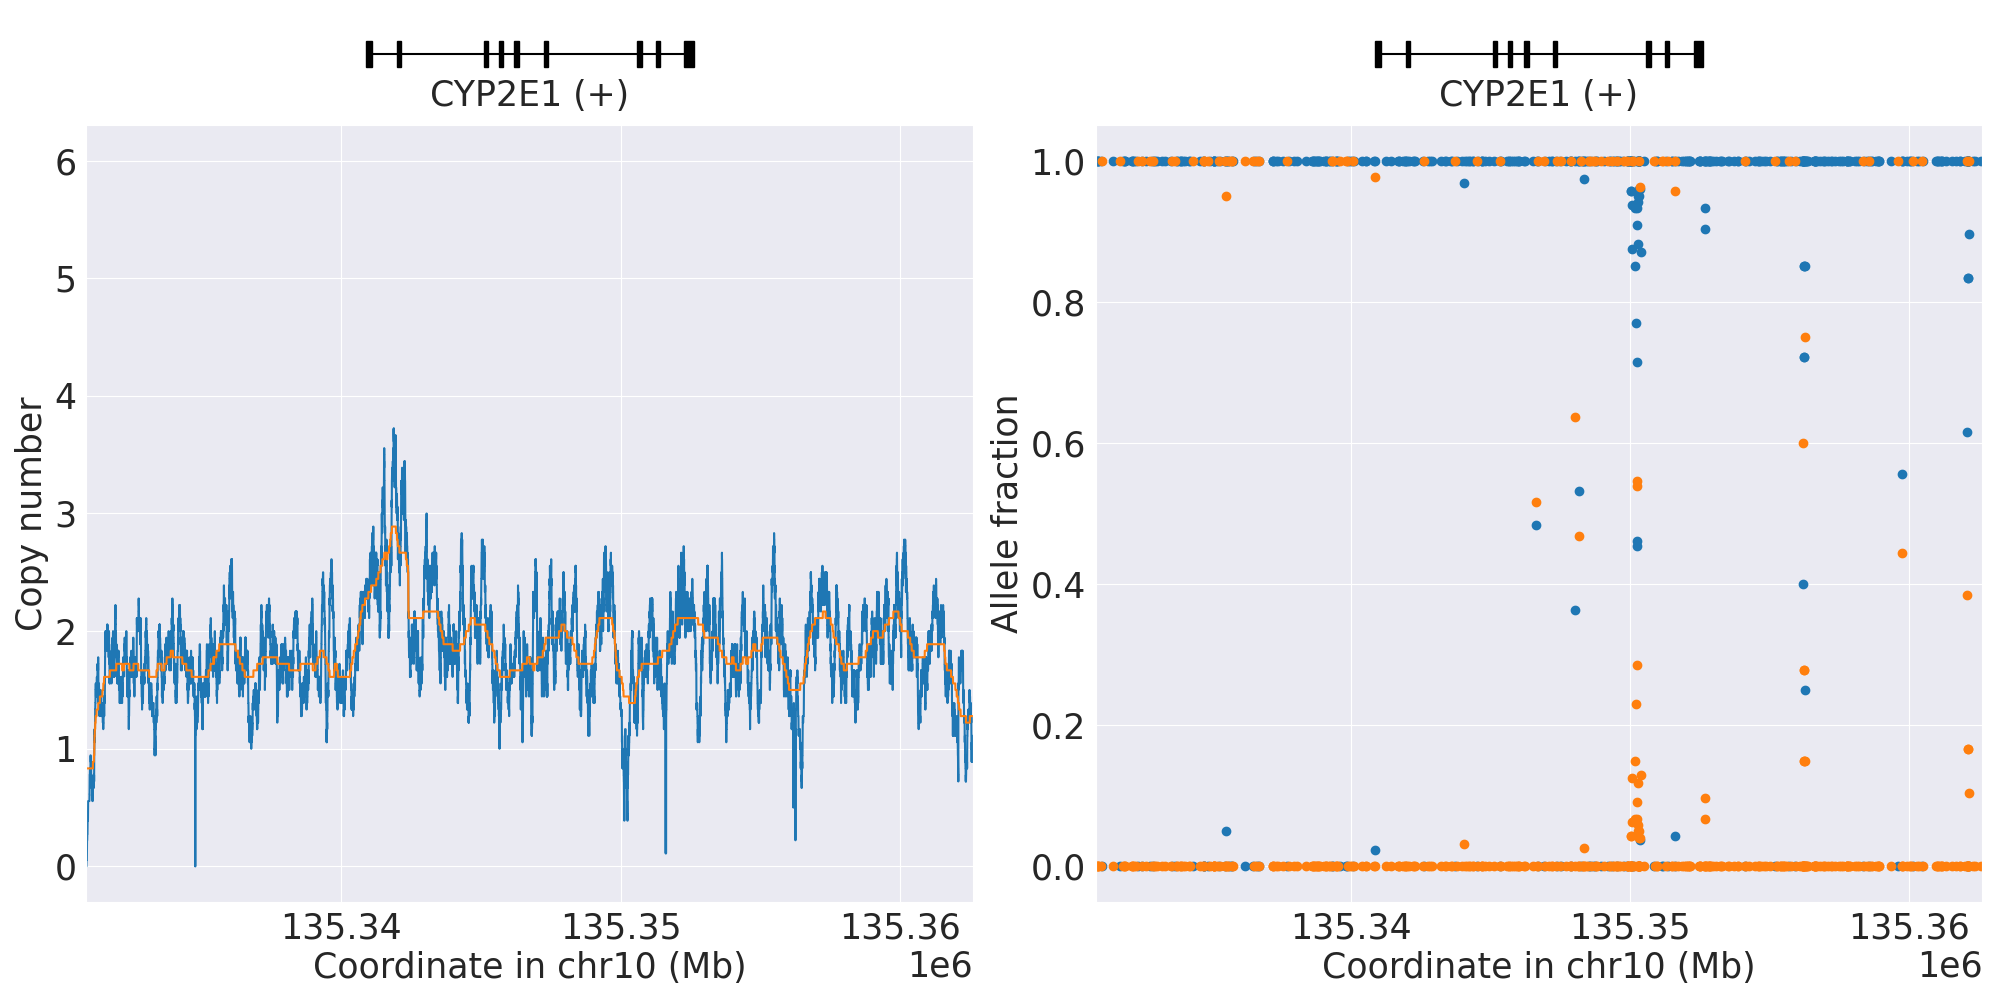 CYP2E1 (+)
CYP2E1 (+)
Copy number
6
5
4
3
2
1
0
135.34
135.35
135.36
Coordinate in chr10 (Mb)
1e6
Allele fraction
1.0
0.8
0.6
0.4
0.2
0.0
135.34
135.35
135.36
Coordinate in chr10 (Mb)
1e6